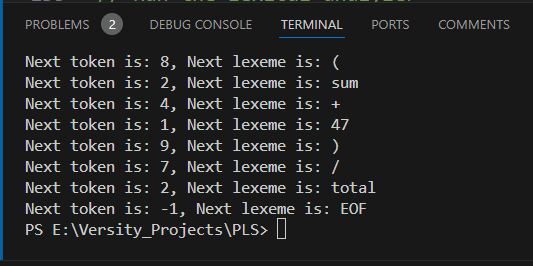 PROBLEMS 2 DEBUG CONSOLE TERMINAL PORTS COMMENTS
Next token is: 8, Next lexeme is: (
Next token is: 2, Next lexeme is: sum
Next token is: 4, Next lexeme is: +
Next token is: 1, Next lexeme is: 47
Next token is: 9, Next lexeme is: )
Next token is: 7, Next lexeme is: /
Next token is: 2, Next lexeme is: total
Next token is: -1, Next lexeme is: EOF
PS E:\Versity_Projects\PLS>